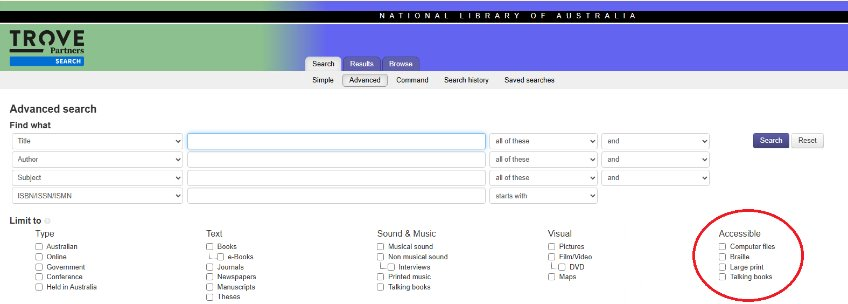 NATIONAL LIBRARY OF AUSTRALIA
TROVE
Partners
SEARCH
Search Results Browse
Simple Advanced Command Search history Saved searches
Advanced search
Find what
Title all of these and Search Reset
Author all of these and
Subject all of these and
ISBN/ISSN/ISMN starts with
Limit to
Type Text Sound & Music Visual Accessible
Australian Books Musical sound Pictures Computer files
Online e-Books Non musical sound Film/Video Braille
Government Journals Interviews DVD Large print
Conference Newspapers Printed music Maps Talking books
Held in Australia Manuscripts Talking books
Theses